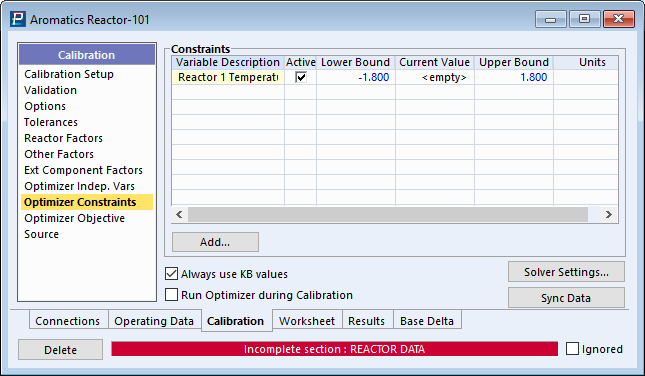 Aromatics Reactor-101
Calibration
Calibration Setup
Validation
Options
Tolerances
Reactor Factors
Other Factors
Ext Component Factors
Optimizer Indep. Vars
Optimizer Constraints
Optimizer Objective
Source
Constraints
Variable Description Active Lower Bound Current Value Upper Bound Units
Reactor 1 Temperatu -1.800 <empty> 1.800
Add...
Always use KB values
Run Optimizer during Calibration
Solver Settings...
Sync Data
Connections Operating Data Calibration Worksheet Results Base Delta
Delete Incomplete section : REACTOR DATA Ignored